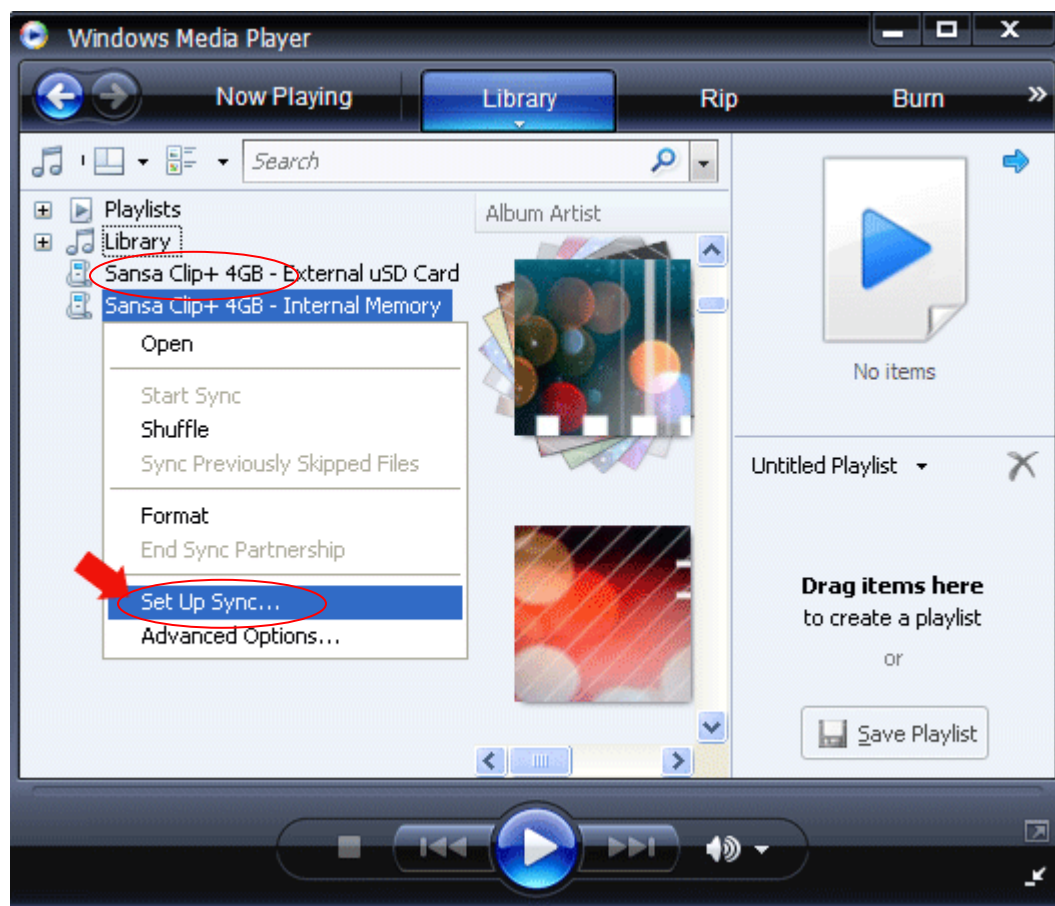 Windows Media Player
Now Playing Library Rip Burn »
Search
Playlists
Album Artist
Library
Sansa Clip+ 4GB - External uSD Card
Sansa Clip+ 4GB - Internal Memory
Open
Start Sync
Shuffle
Sync Previously Skipped Files
Format
End Sync Partnership
Set Up Sync...
Advanced Options...
No items
Untitled Playlist
Drag items here
to create a playlist
or
Save Playlist